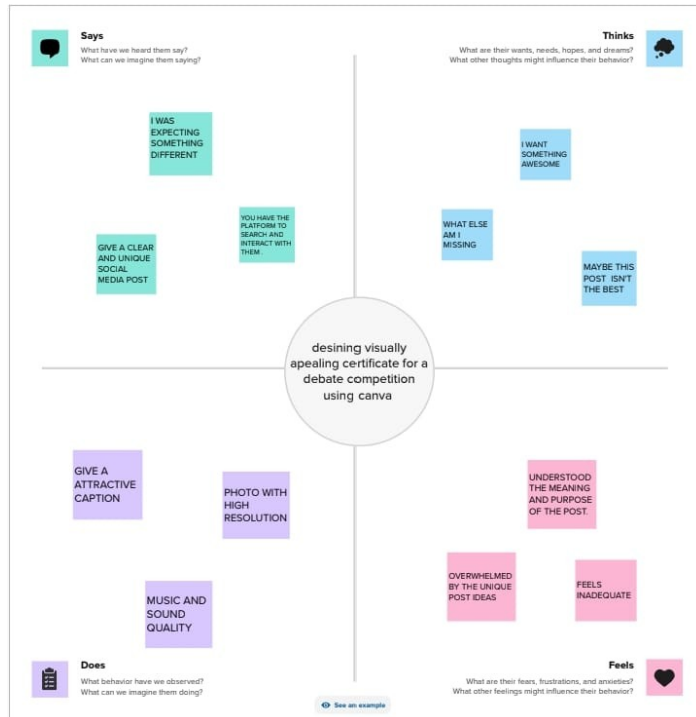 Says
What have we heard them say?
What can we imagine them saying?
Thinks
What are their wants, needs, hopes, and dreams?
What other thoughts might influence their behavior?
I WAS
EXPECTING
SOMETHING
DIFFERENT
YOU HAVE THE
PLATFORM TO
SEARCH AND
INTERACT WITH
THEM .
GIVE A CLEAR
AND UNIQUE
SOCIAL
MEDIA POST
I WANT
SOMETHING
AWESOME
WHAT ELSE
AM I
MISSING
MAYBE THIS
POST ISN'T
THE BEST
desining visually
apealing certificate for a
debate competition
using canva
GIVE A
ATTRACTIVE
CAPTION
PHOTO WITH
HIGH
RESOLUTION
MUSIC AND
SOUND
QUALITY
UNDERSTOOD
THE MEANING
AND PURPOSE
OF THE POST.
OVERWHELMED
BY THE UNIQUE
POST IDEAS
FEELS
INADEQUATE
Does
What behavior have we observed?
What can we imagine them doing?
See an example
Feels
What are their fears, frustrations, and anxieties?
What other feelings might influence their behavior?